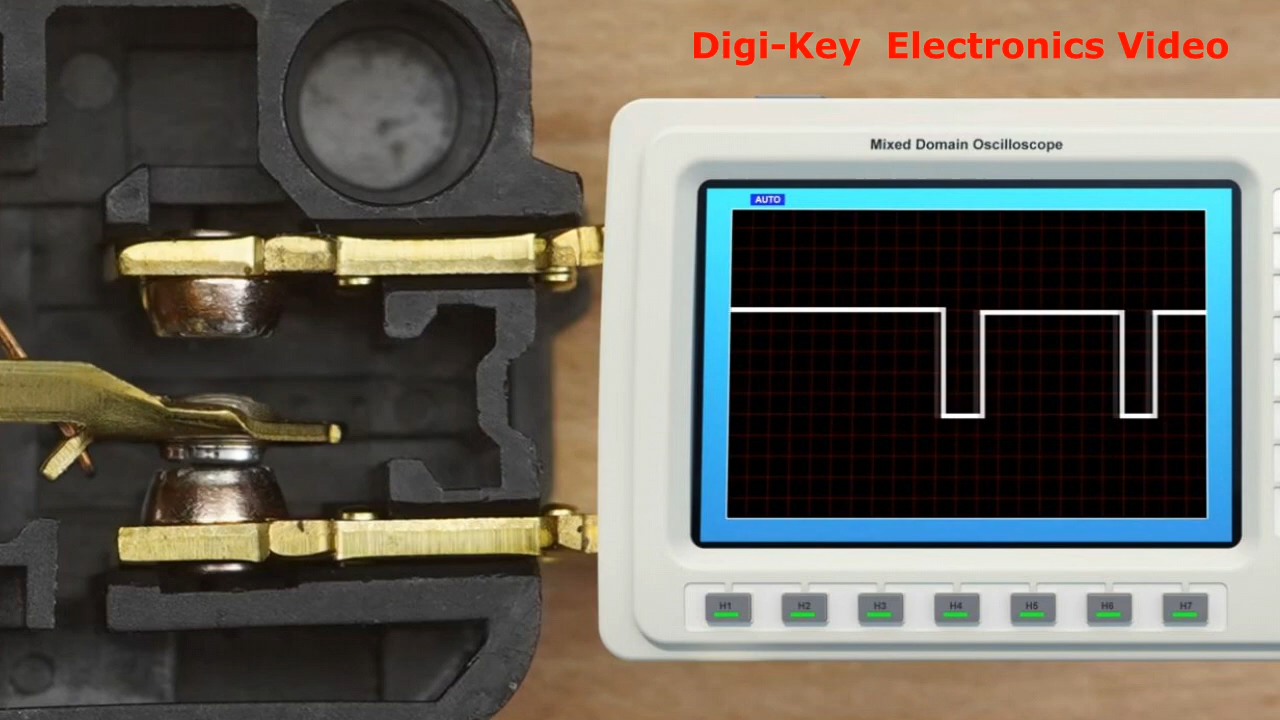 Digi-Key Electronics Video
Mixed Domain Oscilloscope
AUTO
H1 H2 H3 H4 H5 H6 H7